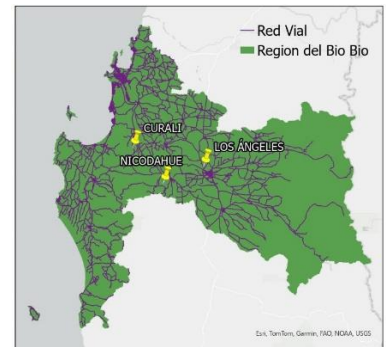 Red Vial
Region del Bio Bio
CURALI
LOS ÁNGELES
NICODAHUE
Esri, TomTom, Garmin, FAO, NOAA, USGS